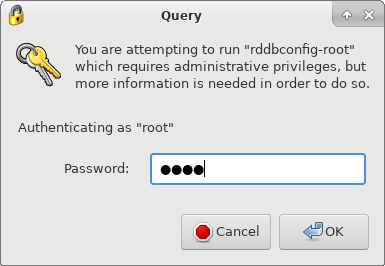 Query
You are attempting to run "rddbconfig-root"
which requires administrative privileges, but
more information is needed in order to do so.
Authenticating as "root"
Password: ●●●●
Cancel OK